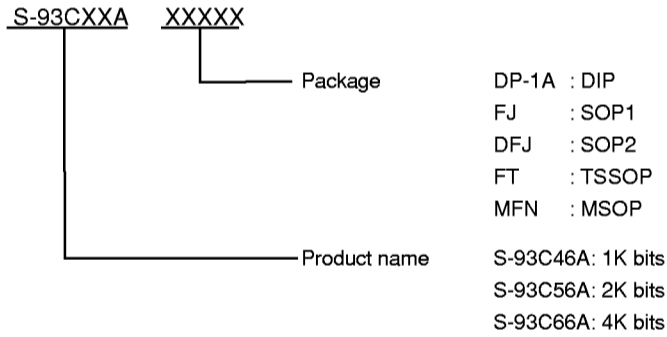 S-93CXXA XXXXX
Package DP-1A : DIP
FJ : SOP1
DFJ : SOP2
FT : TSSOP
MFN : MSOP
Product name S-93C46A: 1K bits
S-93C56A: 2K bits
S-93C66A: 4K bits